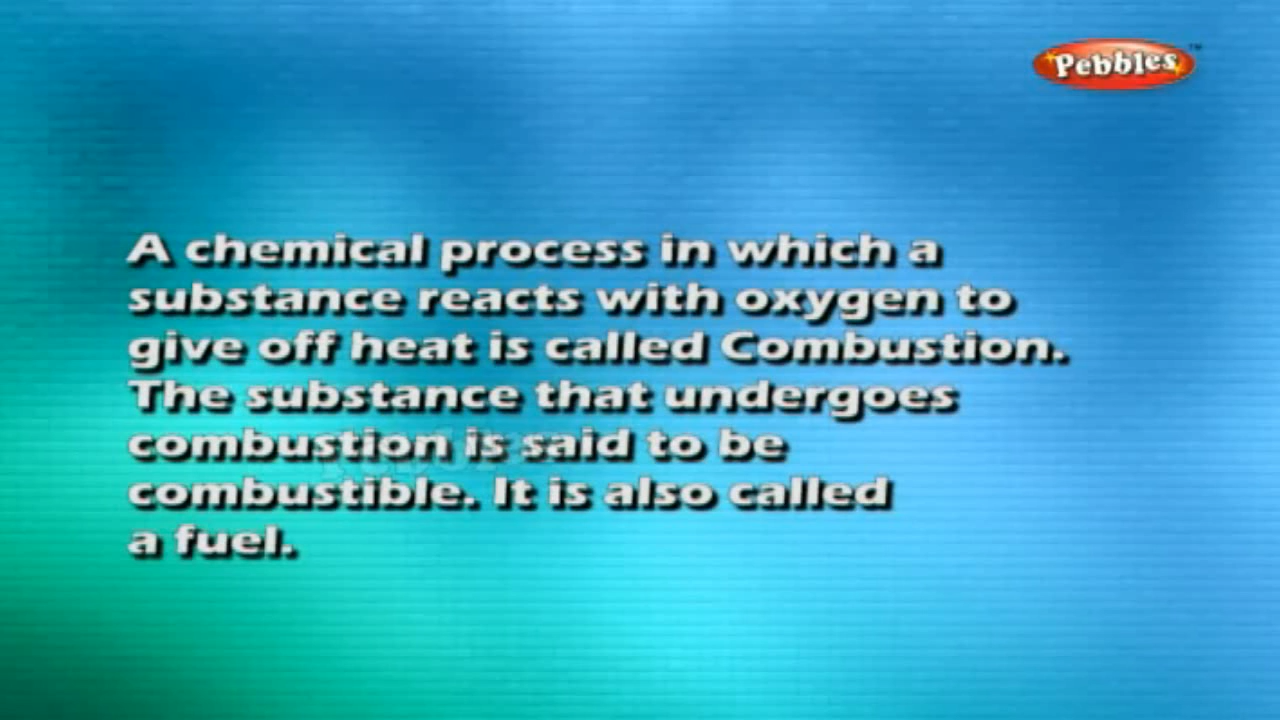 Pebbles™
A chemical process in which a
substance reacts with oxygen to
give off heat is called Combustion.
The substance that undergoes
combustion is said to be
combustible. It is also called
a fuel.